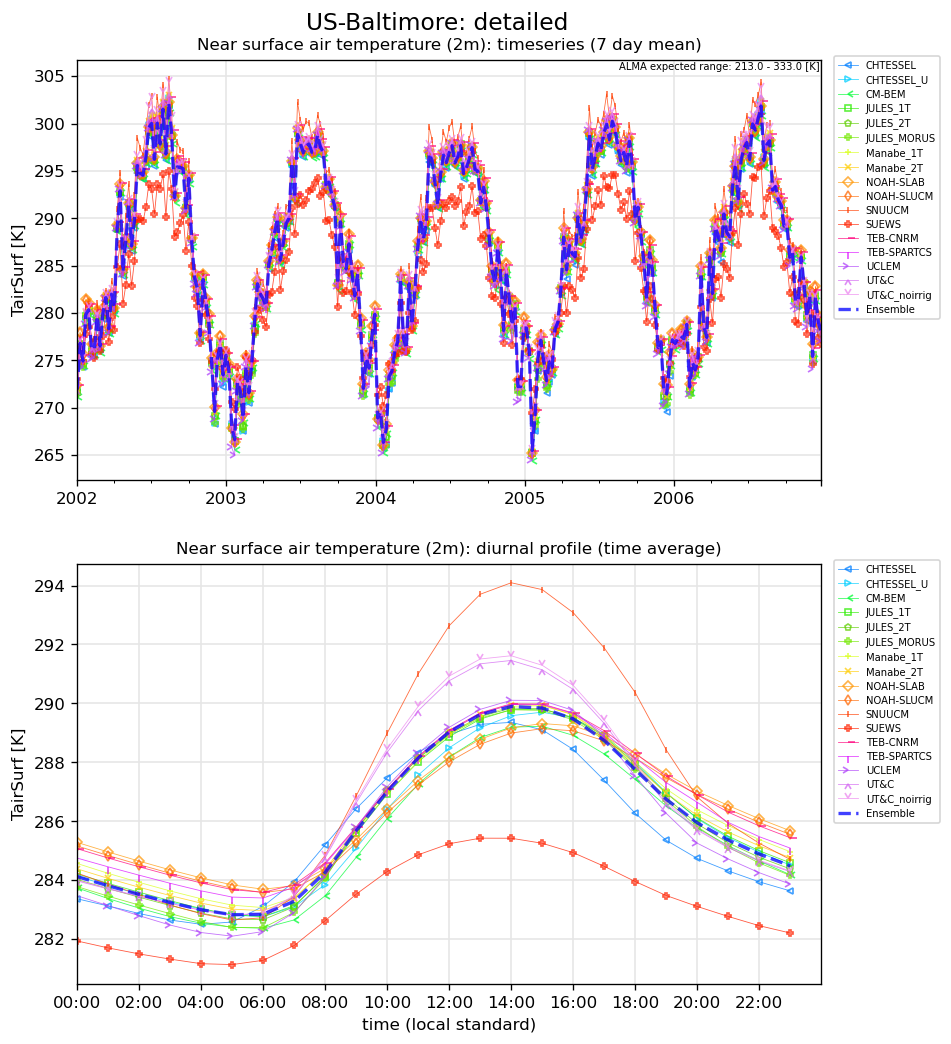 US-Baltimore: detailed
Near surface air temperature (2m): timeseries (7 day mean)
ALMA expected range: 213.0 - 333.0 [K]
TairSurf [K]
305
300
295
290
285
280
275
270
265
2002
2003
2004
2005
2006
CHTESSEL
CHTESSEL_U
CM-BEM
JULES_1T
JULES_2T
JULES_MORUS
Manabe_1T
Manabe_2T
NOAH-SLAB
NOAH-SLUCM
SNUUCM
SUEWS
TEB-CNRM
TEB-SPARTCS
UCLEM
UT&C
UT&C_noirrig
Ensemble
Near surface air temperature (2m): diurnal profile (time average)
TairSurf [K]
294
292
290
288
286
284
282
00:00
02:00
04:00
06:00
08:00
10:00
12:00
14:00
16:00
18:00
20:00
22:00
time (local standard)
CHTESSEL
CHTESSEL_U
CM-BEM
JULES_1T
JULES_2T
JULES_MORUS
Manabe_1T
Manabe_2T
NOAH-SLAB
NOAH-SLUCM
SNUUCM
SUEWS
TEB-CNRM
TEB-SPARTCS
UCLEM
UT&C
UT&C_noirrig
Ensemble